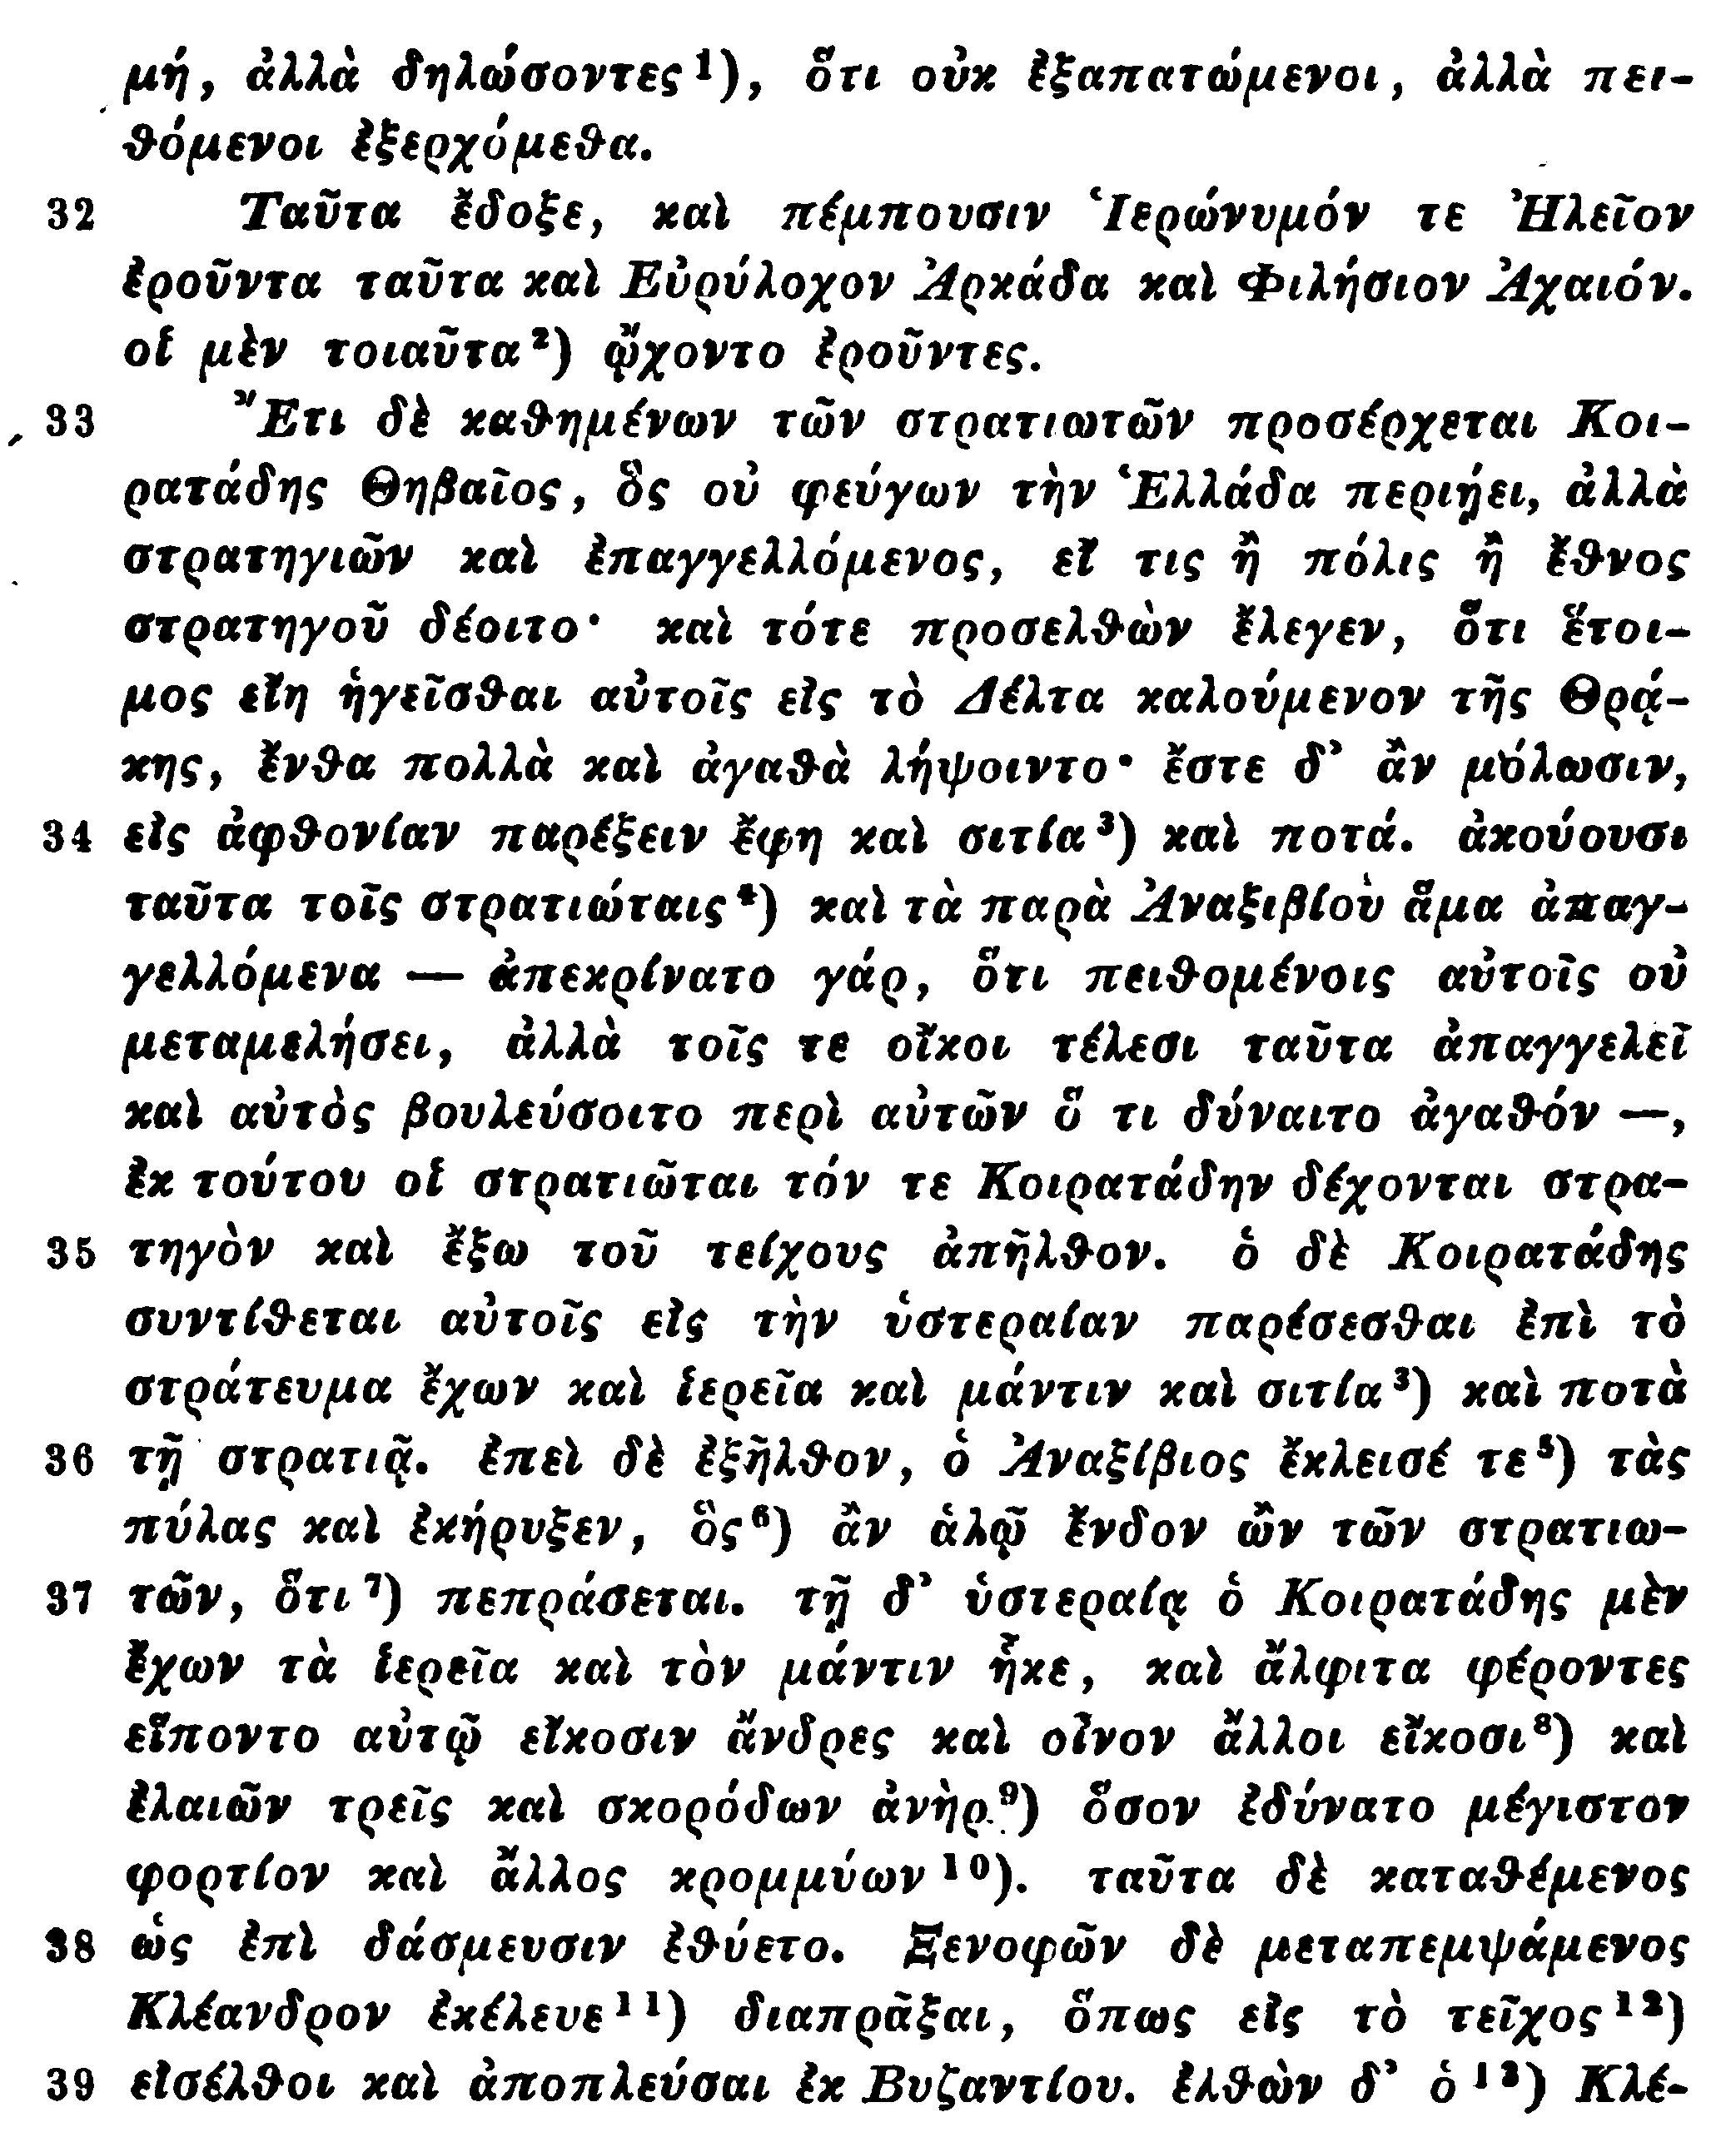 μή, ἀλλὰ δηλώσοντες¹), ὅτι οὐκ ἐξαπατώμενοι, ἀλλὰ πει-
θόμενοι ἐξερχόμεθα.
32 Ταῦτα ἔδοξε, καὶ πέμπουσιν Ἱερώνυμόν τε Ἠλεῖον
ἐροῦντα ταῦτα καὶ Εὐρύλοχον Ἀρκάδα καὶ Φιλήσιον Ἀχαιόν.
οἱ μὲν τοιαῦτα²) ᾤχοντο ἐροῦντες.
33 Ἔτι δὲ καθημένων τῶν στρατιωτῶν προσέρχεται Κοι-
ρατάδης Θηβαῖος, ὃς οὐ φεύγων τὴν Ἑλλάδα περιῄει, ἀλλὰ
στρατηγιῶν καὶ ἐπαγγελλόμενος, εἴ τις ἢ πόλις ἢ ἔθνος
στρατηγοῦ δέοιτο· καὶ τότε προσελθὼν ἔλεγεν, ὅτι ἕτοι-
μος εἴη ἡγεῖσθαι αὐτοῖς εἰς τὸ Δέλτα καλούμενον τῆς Θρᾴ-
κης, ἔνθα πολλὰ καὶ ἀγαθὰ λήψοιντο· ἔστε δ’ ἂν μόλωσιν,
34 εἰς ἀφθονίαν παρέξειν ἔφη καὶ σιτία³) καὶ ποτά. ἀκούουσι
ταῦτα τοῖς στρατιώταις⁴) καὶ τὰ παρὰ Ἀναξιβίου ἅμα ἀπαγ-
γελλόμενα — ἀπεκρίνατο γάρ, ὅτι πειθομένοις αὐτοῖς οὐ
μεταμελήσει, ἀλλὰ τοῖς τε οἴκοι τέλεσι ταῦτα ἀπαγγελεῖ
καὶ αὐτὸς βουλεύσοιτο περὶ αὐτῶν ὅ τι δύναιτο ἀγαθόν —,
ἐκ τούτου οἱ στρατιῶται τόν τε Κοιρατάδην δέχονται στρα-
35 τηγὸν καὶ ἔξω τοῦ τείχους ἀπῆλθον. ὁ δὲ Κοιρατάδης
συντίθεται αὐτοῖς εἰς τὴν ὑστεραίαν παρέσεσθαι ἐπὶ τὸ
στράτευμα ἔχων καὶ ἱερεῖα καὶ μάντιν καὶ σιτία³) καὶ ποτὰ
36 τῇ στρατιᾷ. ἐπεὶ δὲ ἐξῆλθον, ὁ Ἀναξίβιος ἔκλεισέ τε⁵) τὰς
πύλας καὶ ἐκήρυξεν, ὃς⁶) ἂν ἁλῷ ἔνδον ὢν τῶν στρατιω-
37 τῶν, ὅτι⁷) πεπράσεται. τῇ δ’ ὑστεραίᾳ ὁ Κοιρατάδης μὲν
ἔχων τὰ ἱερεῖα καὶ τὸν μάντιν ἧκε, καὶ ἄλφιτα φέροντες
εἵποντο αὐτῷ εἴκοσιν ἄνδρες καὶ οἶνον ἄλλοι εἴκοσι⁸) καὶ
ἐλαιῶν τρεῖς καὶ σκορόδων ἀνὴρ⁹) ὅσον ἐδύνατο μέγιστον
φορτίον καὶ ἄλλος κρομμύων¹⁰). ταῦτα δὲ καταθέμενος
38 ὡς ἐπὶ δάσμευσιν ἐθύετο. Ξενοφῶν δὲ μεταπεμψάμενος
Κλέανδρον ἐκέλευε¹¹) διαπρᾶξαι, ὅπως εἰς τὸ τεῖχος¹²)
39 εἰσέλθοι καὶ ἀποπλεύσαι ἐκ Βυζαντίου. ἐλθὼν δ’ ὁ¹³) Κλέ-